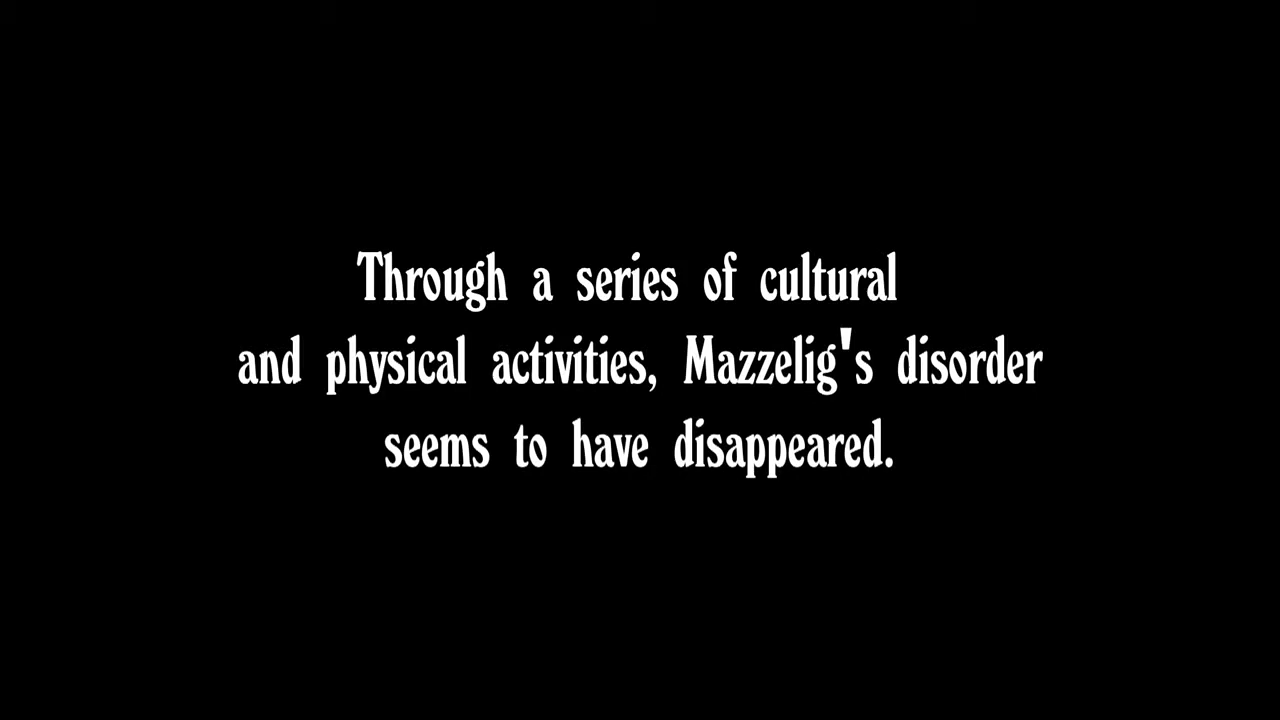 Through a series of cultural
and physical activities, Mazzelig's disorder
seems to have disappeared.